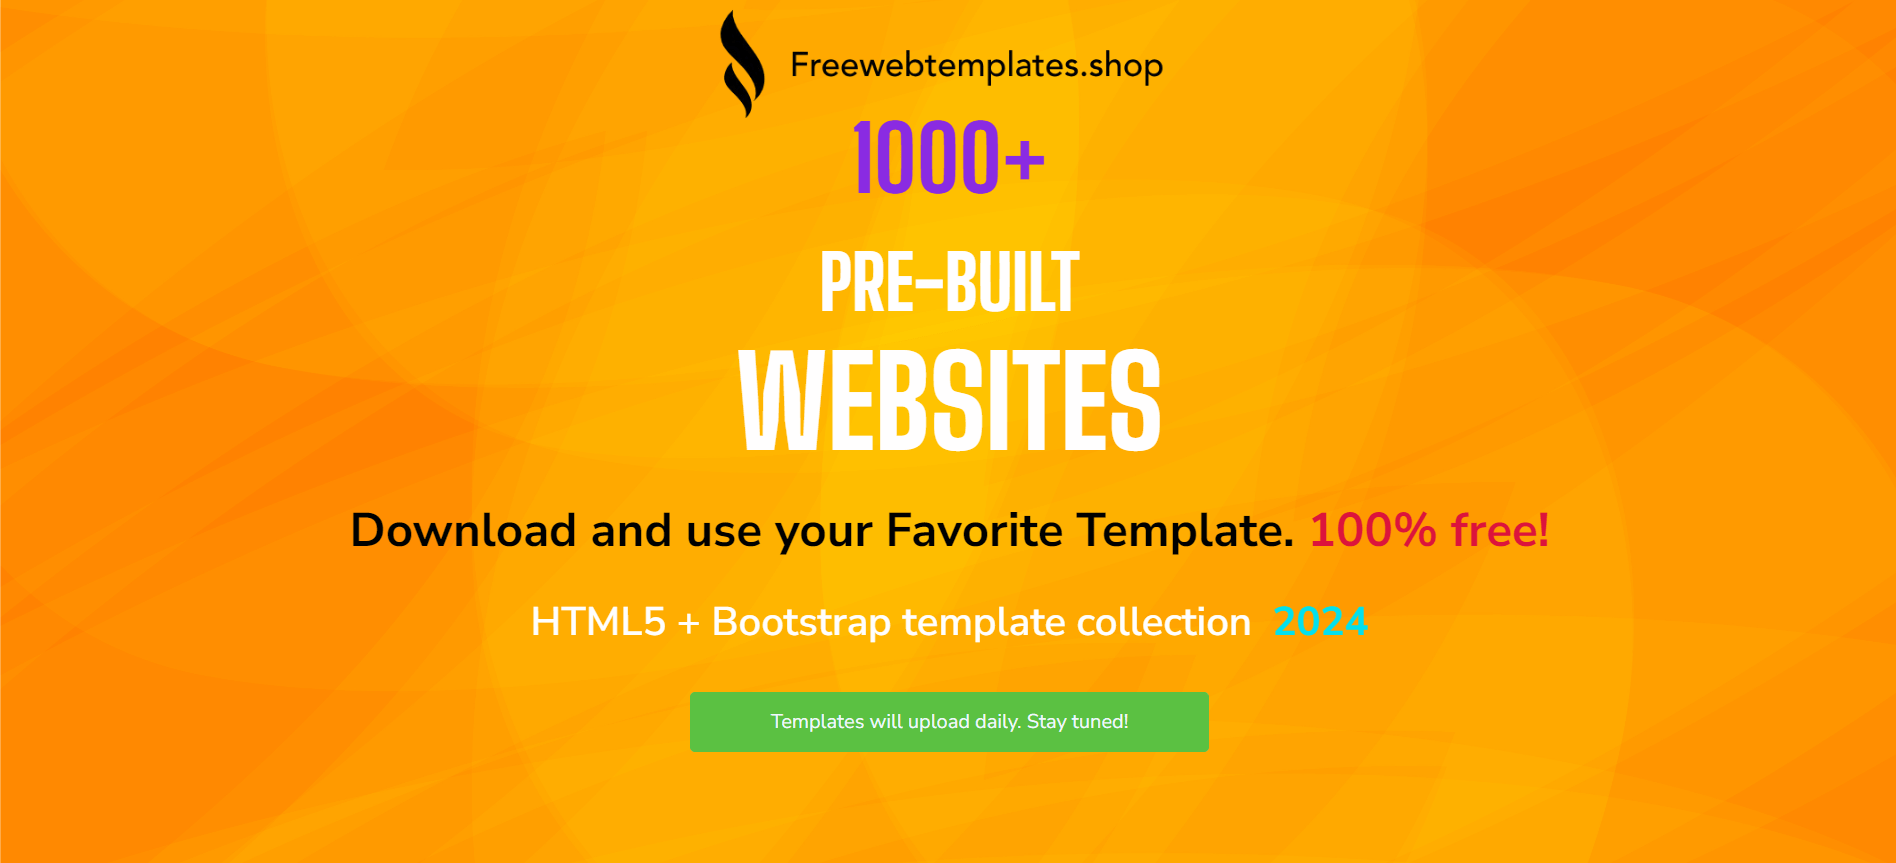 Freewebtemplates.shop
1000+
PRE-BUILT
WEBSITES
Download and use your Favorite Template. 100% free!
HTML5 + Bootstrap template collection 2024
Templates will upload daily. Stay tuned!